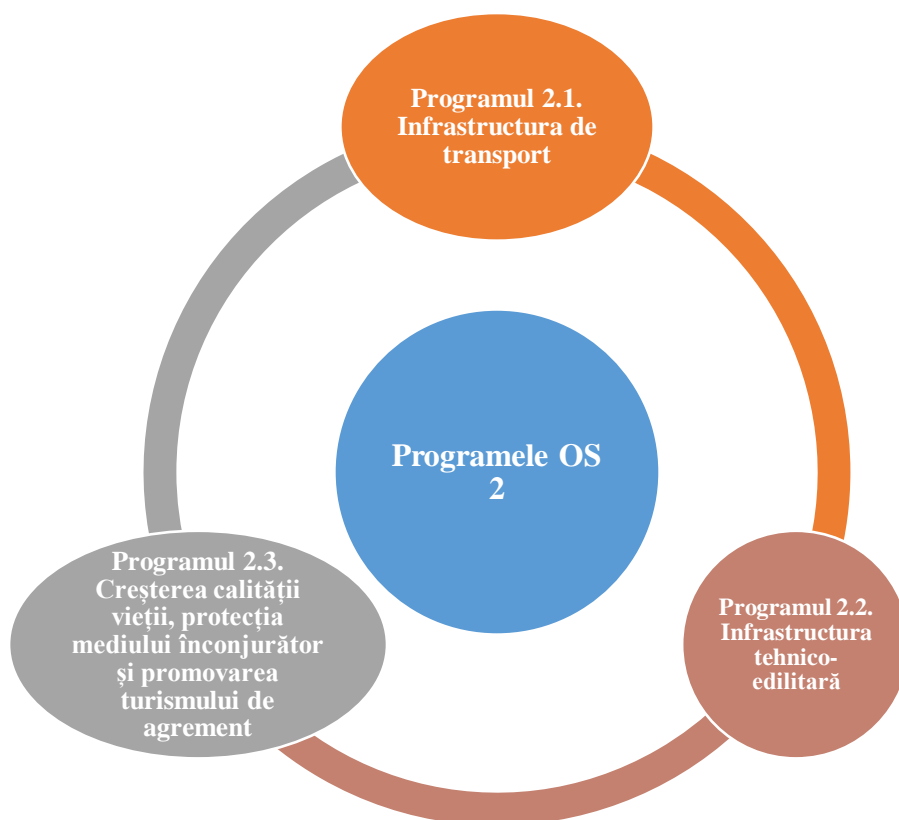 Programul 2.1.
Infrastructura de
transport
Programele OS
2
Programul 2.2.
Infrastructura
tehnico-
edilitară
Programul 2.3.
Creșterea calității
vieții, protecția
mediului înconjurător
și promovarea
turismului de
agrement